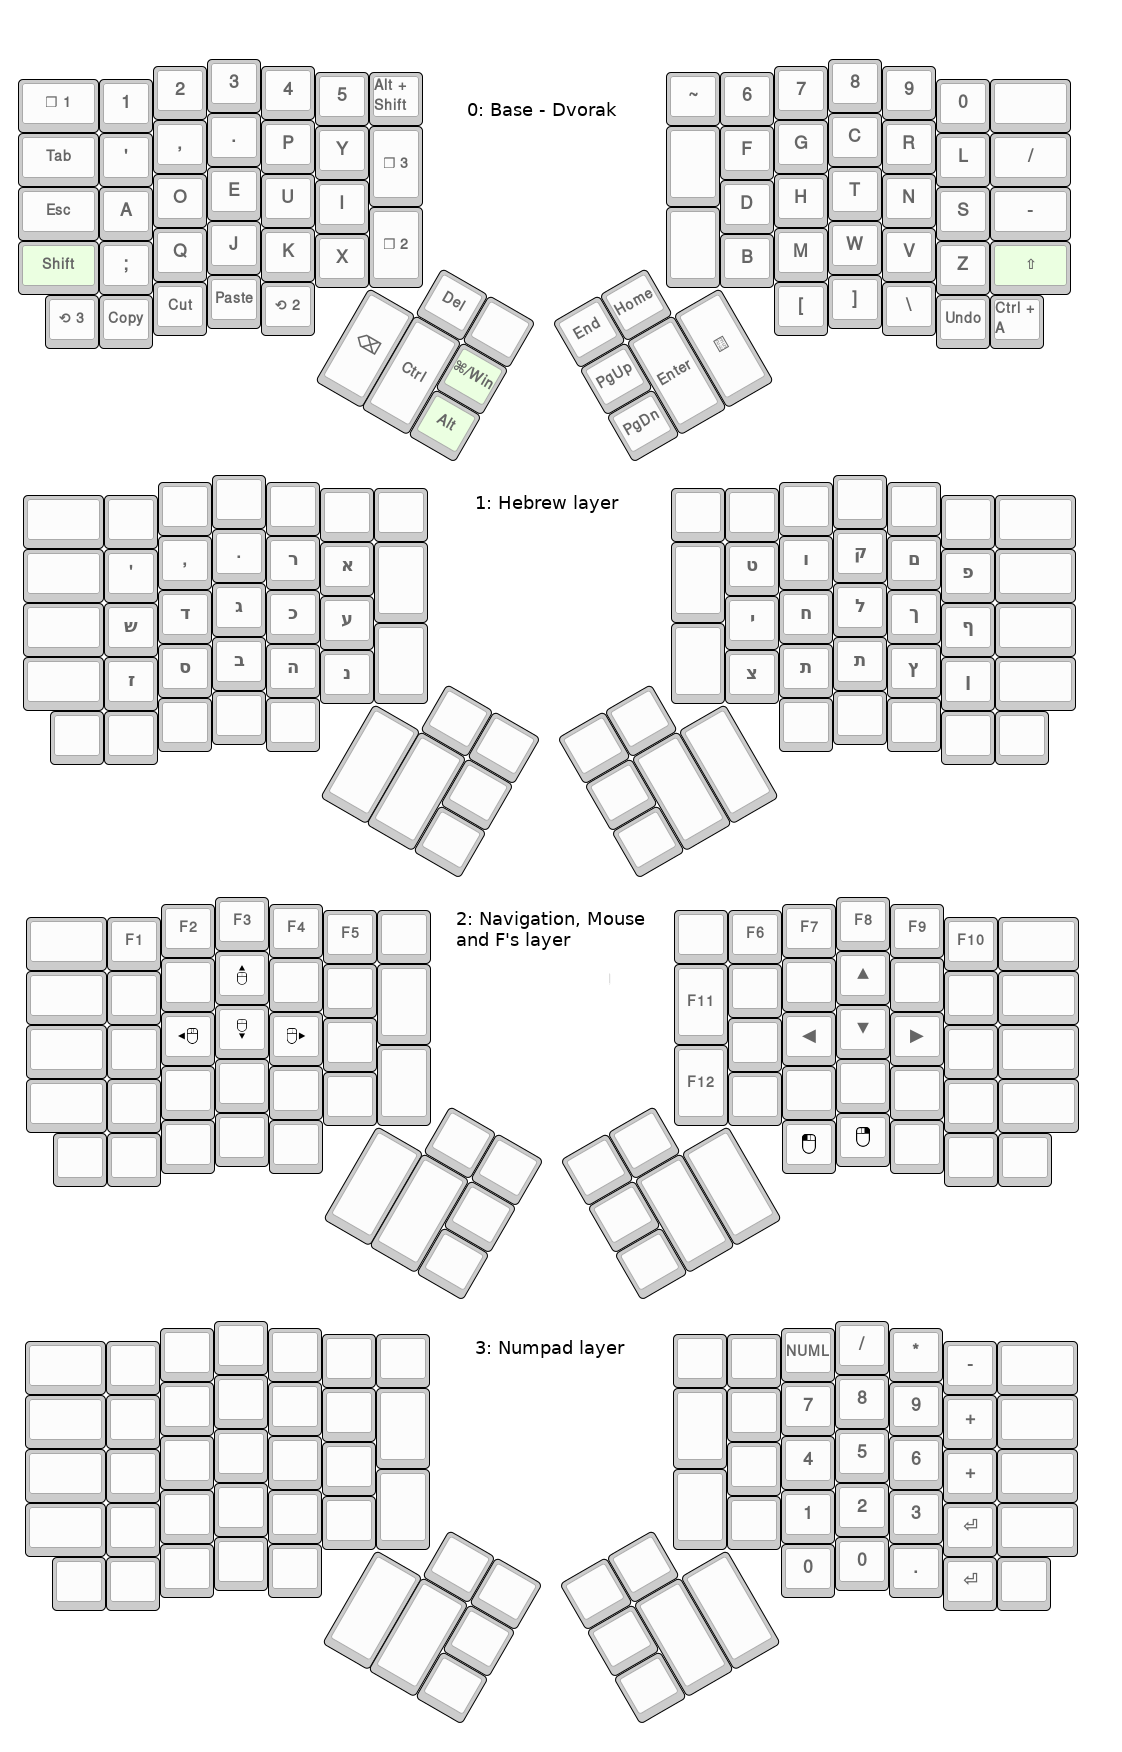 0: Base - Dvorak
❐ 1 1 2 3 4 5 Alt + Shift ~ 6 7 8 9 0
Tab ' , . P Y ❐ 3 F G C R L /
Esc A O E U I D H T N S -
Shift ; Q J K X ❐ 2 B M W V Z ⇧
⟲ 3 Copy Cut Paste ⟲ 2 [ ] \ Undo Ctrl + A
Del Home End
⌫ Ctrl ⌘/Win Alt PgUp PgDn Enter
1: Hebrew layer
' , . ר א ט ו ק ם פ
ש ד ג כ ע י ח ל ך ף
ז ס ב ה נ צ ת ת ץ ן
2: Navigation, Mouse
and F's layer
F1 F2 F3 F4 F5 F6 F7 F8 F9 F10
F11 ▲
◀ ▼ ▶
F12
3: Numpad layer
NUML / * -
7 8 9 +
4 5 6 +
1 2 3 ⏎
0 0 . ⏎